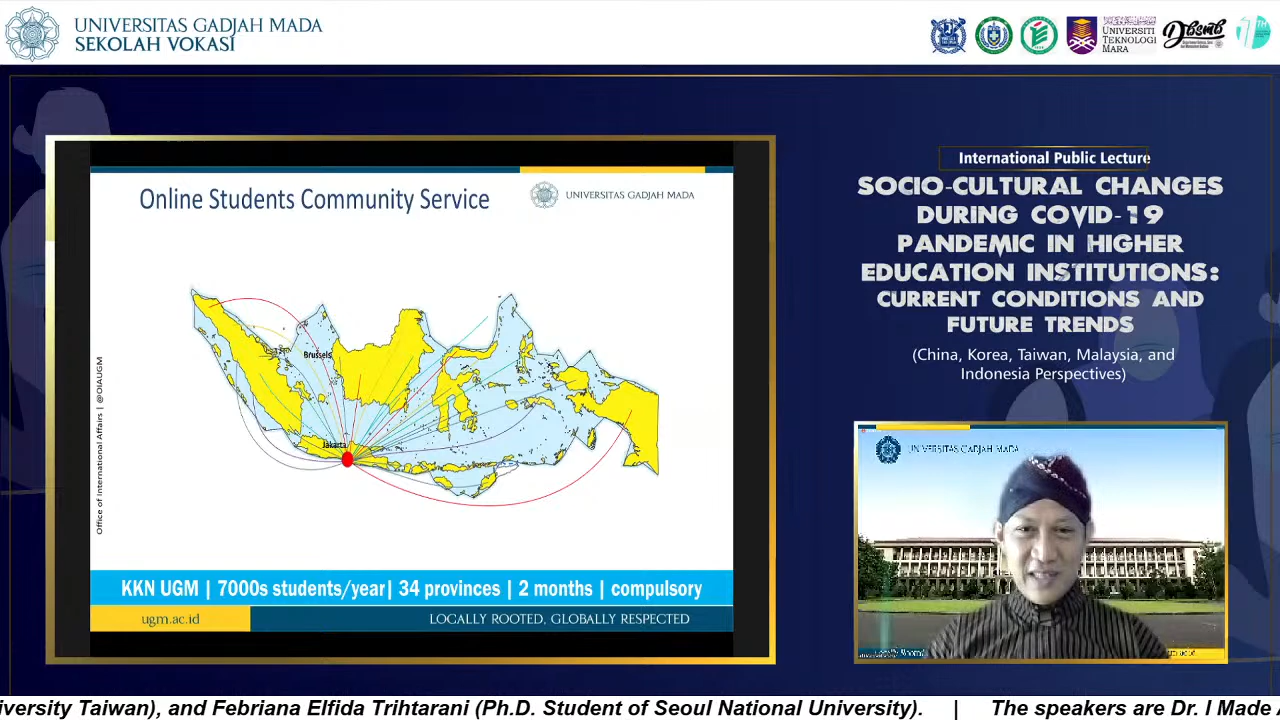 UNIVERSITAS GADJAH MADA
SEKOLAH VOKASI
UNIVERSITI
TEKNOLOGI
MARA
Online Students Community Service
UNIVERSITAS GADJAH MADA
Brussels
Jakarta
Office of International Affairs | @OIAUGM
KKN UGM | 7000s students/year| 34 provinces | 2 months | compulsory
ugm.ac.id
LOCALLY ROOTED, GLOBALLY RESPECTED
International Public Lecture
SOCIO-CULTURAL CHANGES
DURING COVID-19
PANDEMIC IN HIGHER
EDUCATION INSTITUTIONS:
CURRENT CONDITIONS AND
FUTURE TRENDS
(China, Korea, Taiwan, Malaysia, and
Indonesia Perspectives)
UNIVERSITAS GADJAH MADA
iversity Taiwan), and Febriana Elfida Trihtarani (Ph.D. Student of Seoul National University). | The speakers are Dr. I Made